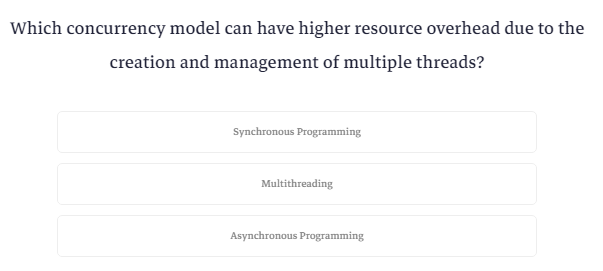 Which concurrency model can have higher resource overhead due to the
creation and management of multiple threads?
Synchronous Programming
Multithreading
Asynchronous Programming